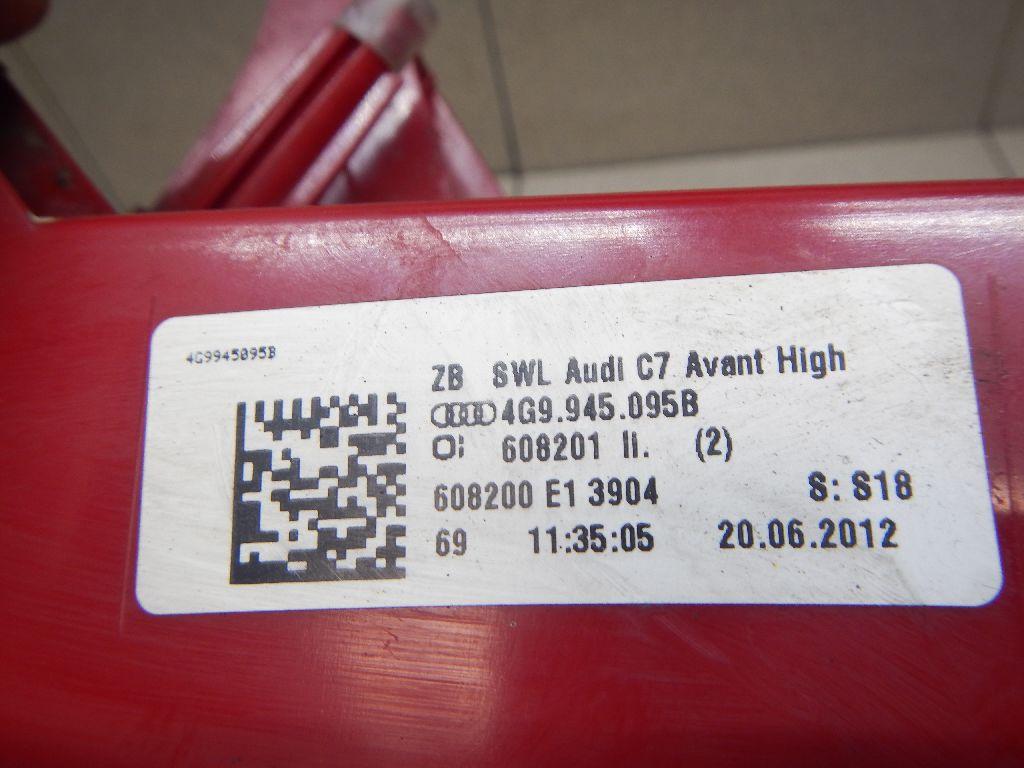 4G9945095B
ZB SWL Audi C7 Avant High
4G9.945.095B
608201 li. (2)
608200 E1 3904 S: S18
69 11:35:05 20.06.2012